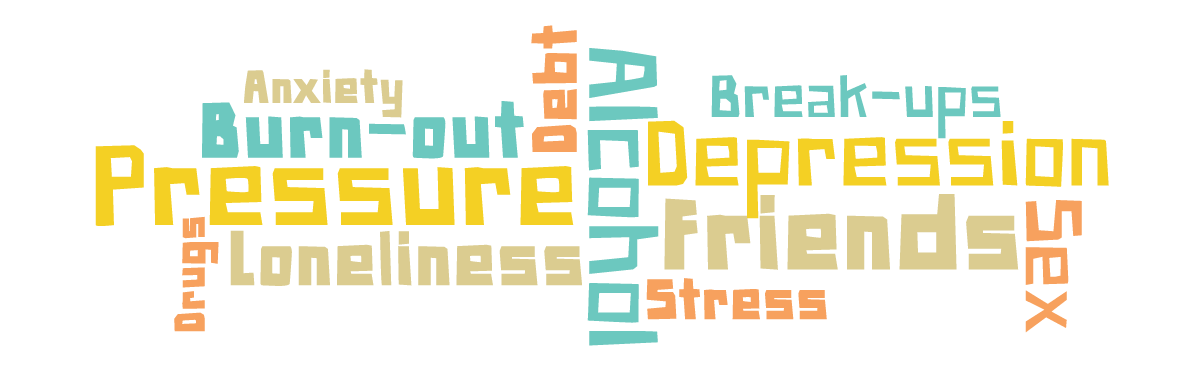 Anxiety
Burn-out
Debt
Pressure
Drugs
Loneliness
Alcohol
Break-ups
Depression
friends
Stress
Sex